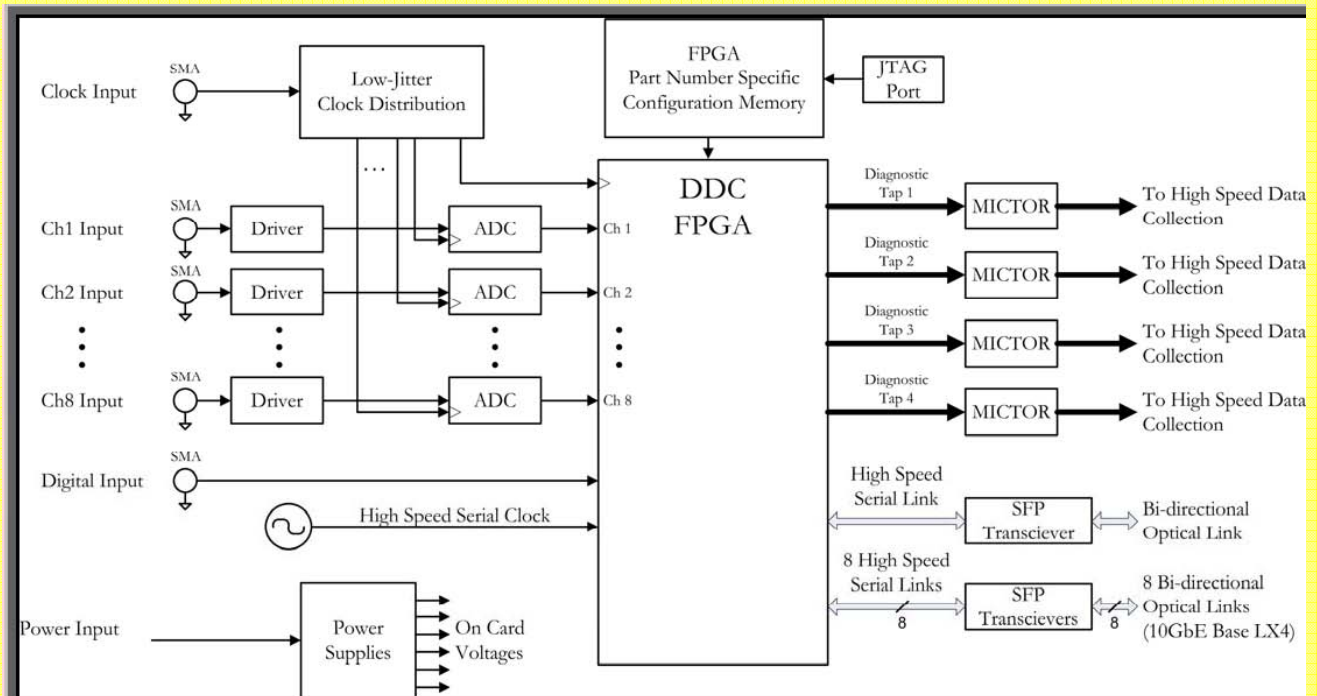 SMA
Clock Input
Low-Jitter
Clock Distribution
FPGA
Part Number Specific
Configuration Memory
JTAG
Port
...
DDC
FPGA
SMA
Ch1 Input
Driver
ADC
Ch 1
SMA
Ch2 Input
Driver
ADC
Ch 2
SMA
Ch8 Input
Driver
ADC
Ch 8
SMA
Digital Input
High Speed Serial Clock
Power Input
Power
Supplies
On Card
Voltages
Diagnostic
Tap 1
MICTOR
To High Speed Data
Collection
Diagnostic
Tap 2
MICTOR
To High Speed Data
Collection
Diagnostic
Tap 3
MICTOR
To High Speed Data
Collection
Diagnostic
Tap 4
MICTOR
To High Speed Data
Collection
High Speed
Serial Link
SFP
Transciever
Bi-directional
Optical Link
8 High Speed
Serial Links
8
SFP
Transcievers
8
8 Bi-directional
Optical Links
(10GbE Base LX4)